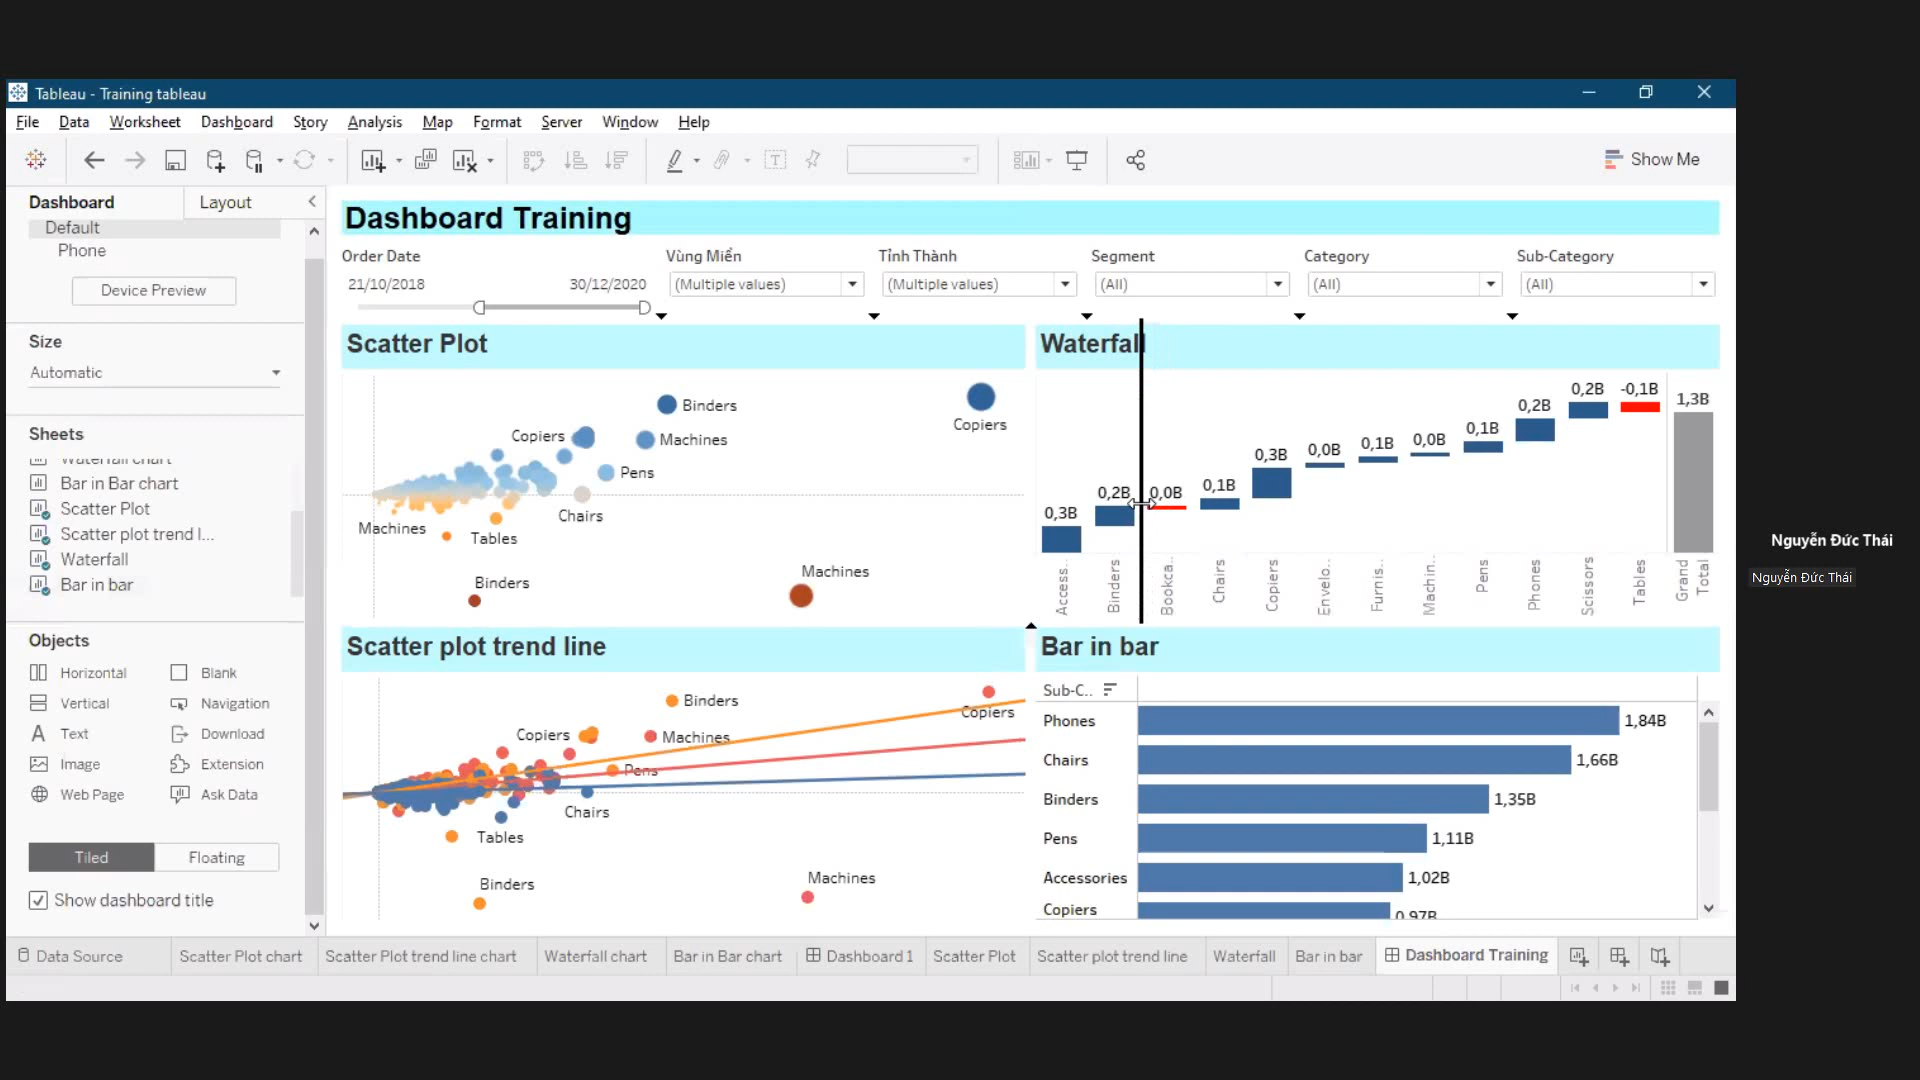 Tableau - Training tableau
File Data Worksheet Dashboard Story Analysis Map Format Server Window Help
Show Me
Dashboard Layout
Default
Phone
Device Preview
Size
Automatic
Sheets
Waterfall chart
Bar in Bar chart
Scatter Plot
Scatter plot trend l...
Waterfall
Bar in bar
Objects
Horizontal Blank
Vertical Navigation
Text Download
Image Extension
Web Page Ask Data
Tiled Floating
Show dashboard title
Dashboard Training
Order Date Vùng Miền Tỉnh Thành Segment Category Sub-Category
21/10/2018 30/12/2020 (Multiple values) (Multiple values) (All) (All) (All)
Scatter Plot
Binders
Copiers
Copiers
Machines
Pens
Chairs
Machines
Tables
Binders
Machines
Waterfall
0,3B 0,2B 0,0B 0,1B 0,3B 0,0B 0,1B 0,0B 0,1B 0,2B 0,2B -0,1B 1,3B
Access..
Binders
Bookca..
Chairs
Copiers
Envelo..
Furnis..
Machin..
Pens
Phones
Scissors
Tables
Grand
Total
Scatter plot trend line
Binders
Copiers
Copiers
Machines
Pens
Chairs
Tables
Binders
Machines
Bar in bar
Sub-C..
Phones 1,84B
Chairs 1,66B
Binders 1,35B
Pens 1,11B
Accessories 1,02B
Copiers 0,97B
Data Source Scatter Plot chart Scatter Plot trend line chart Waterfall chart Bar in Bar chart Dashboard 1 Scatter Plot Scatter plot trend line Waterfall Bar in bar Dashboard Training
Nguyễn Đức Thái
Nguyễn Đức Thái